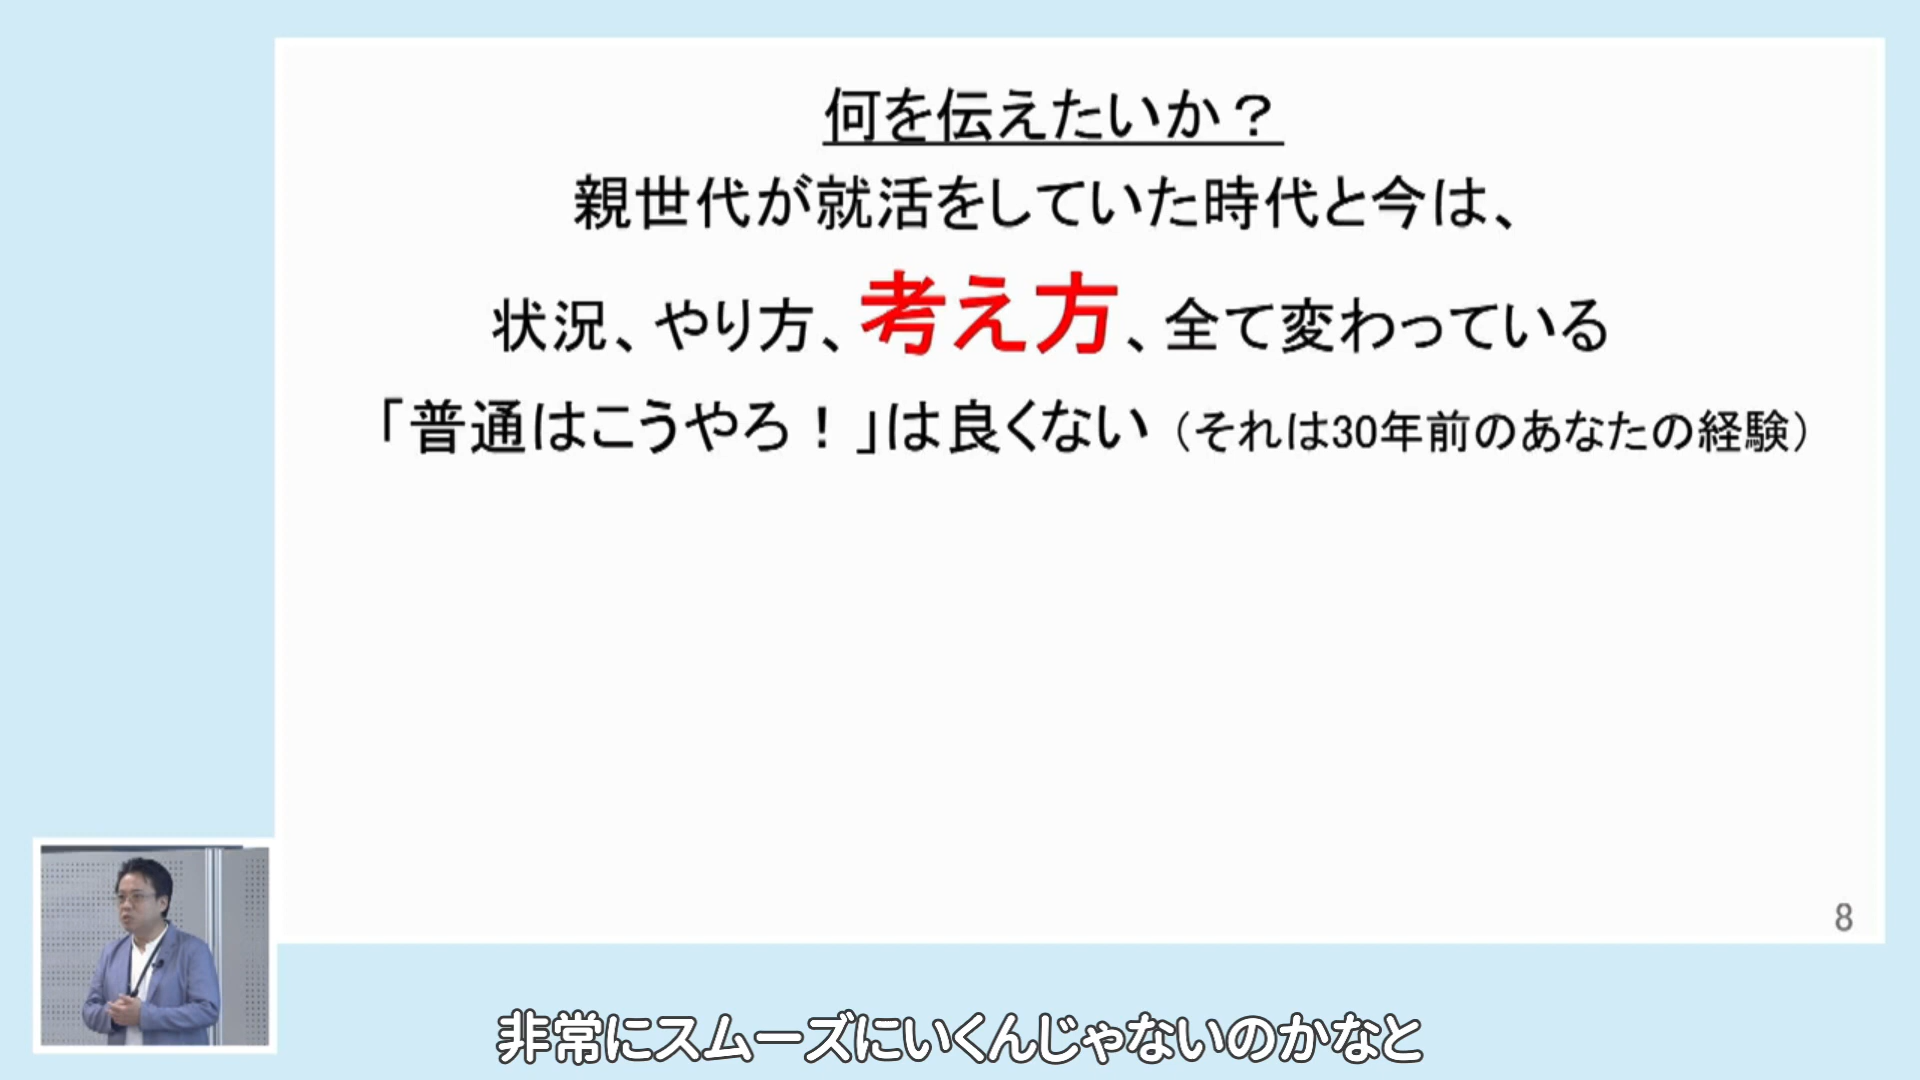 何を伝えたいか？
親世代が就活をしていた時代と今は、
状況、やり方、考え方、全て変わっている
「普通はこうやろ！」は良くない（それは30年前のあなたの経験）
8
非常にスムーズにいくんじゃないのかなと